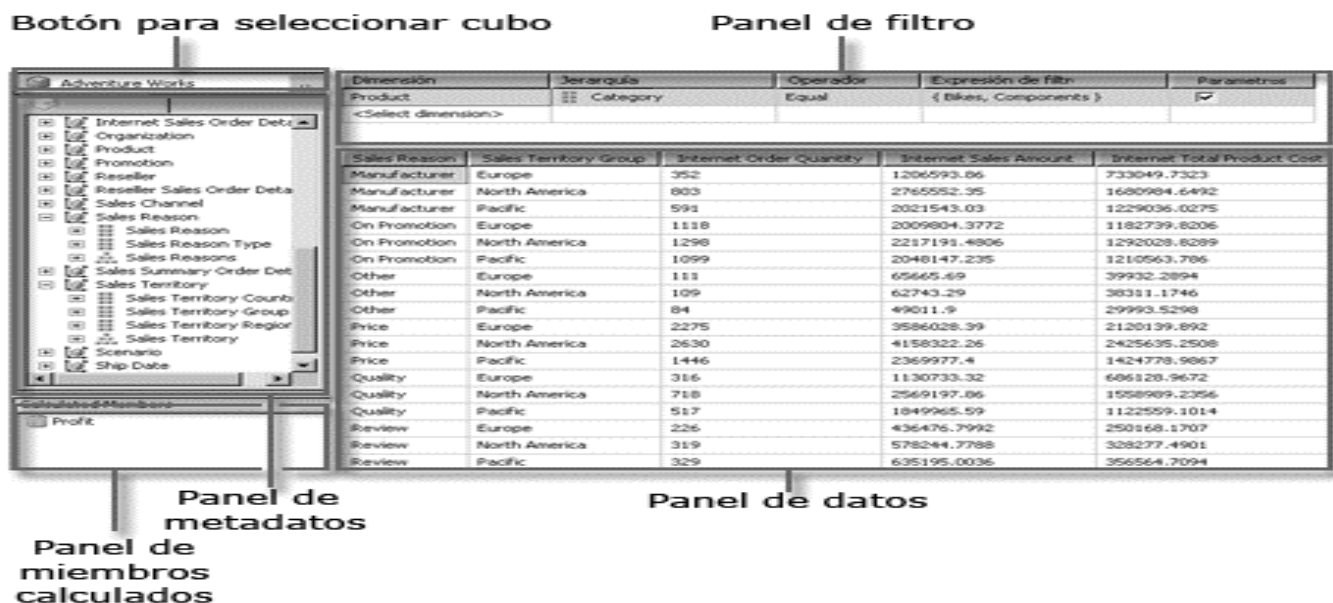 Botón para seleccionar cubo
Panel de filtro
Adventure Works ...
Dimensión Jerarquía Operador Expresión de filtr Parametros
Product Category Equal { Bikes, Components }
<Select dimension>
Internet Sales Order Deta
Organization
Product
Promotion
Reseller
Reseller Sales Order Deta
Sales Channel
Sales Reason
Sales Reason
Sales Reason Type
Sales Reasons
Sales Summary Order Det
Sales Territory
Sales Territory Countr
Sales Territory Group
Sales Territory Region
Sales Territory
Scenario
Ship Date
Calculated Members
Profit
Sales Reason Sales Territory Group Internet Order Quantity Internet Sales Amount Internet Total Product Cost
Manufacturer Europe 352 1206593.86 733049.7323
Manufacturer North America 803 2765552.35 1680984.6492
Manufacturer Pacific 591 2021543.03 1229036.0275
On Promotion Europe 1118 2009804.3772 1182739.8206
On Promotion North America 1298 2217191.4806 1292028.8289
On Promotion Pacific 1099 2048147.235 1210563.786
Other Europe 111 65665.69 39932.2894
Other North America 109 62743.29 38311.1746
Other Pacific 84 49011.9 29993.5298
Price Europe 2275 3586028.39 2120139.892
Price North America 2630 4158322.26 2425635.2508
Price Pacific 1446 2369977.4 1424778.9867
Quality Europe 316 1130733.32 686128.9672
Quality North America 718 2569197.86 1558989.2356
Quality Pacific 517 1849965.59 1122559.1014
Review Europe 226 436476.7992 250168.1707
Review North America 319 578244.7788 328277.4901
Review Pacific 329 635195.0036 356564.7094
Panel de
metadatos
Panel de datos
Panel de
miembros
calculados